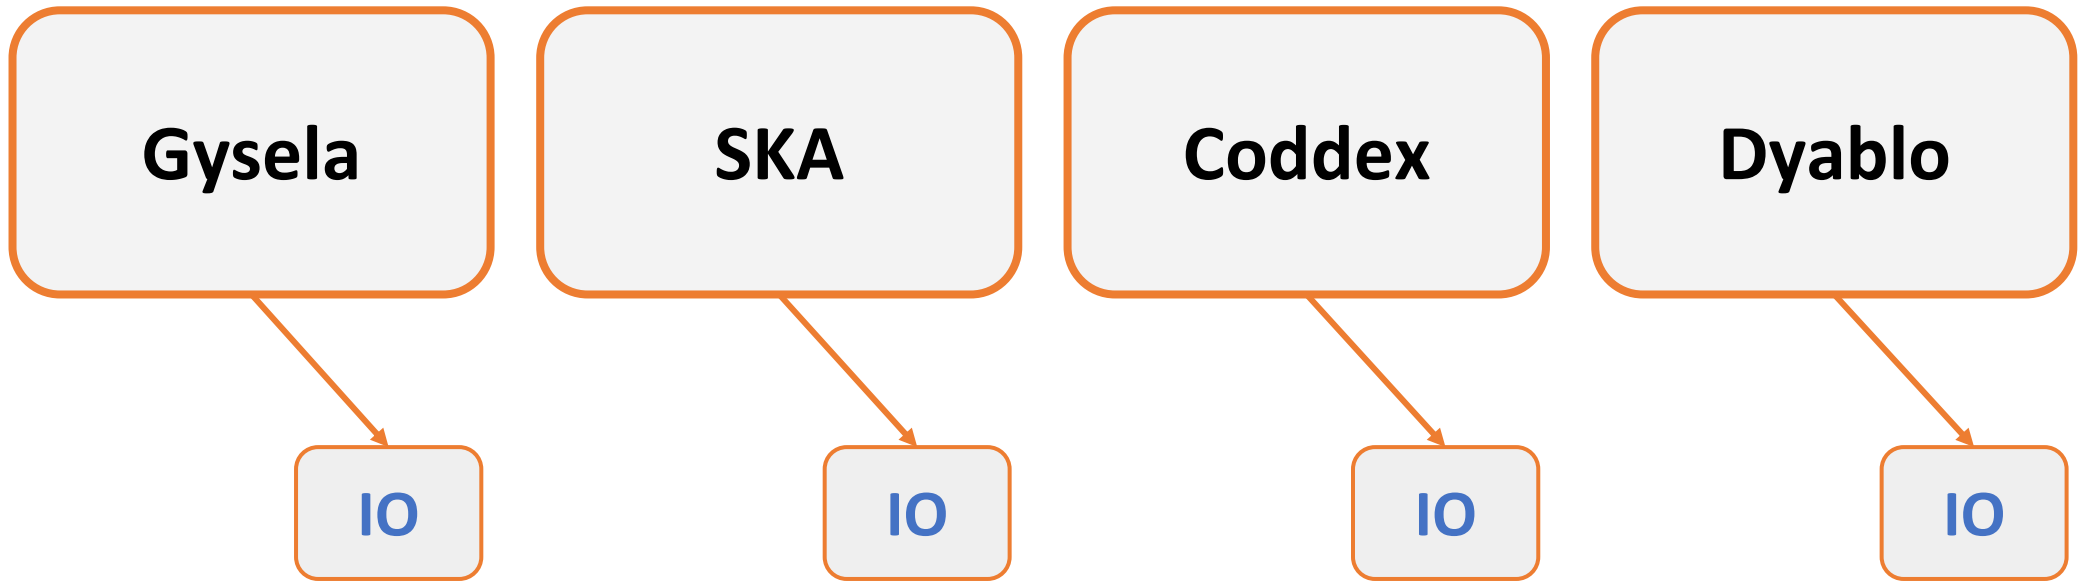 Gysela
SKA
Coddex
Dyablo
IO
IO
IO
IO